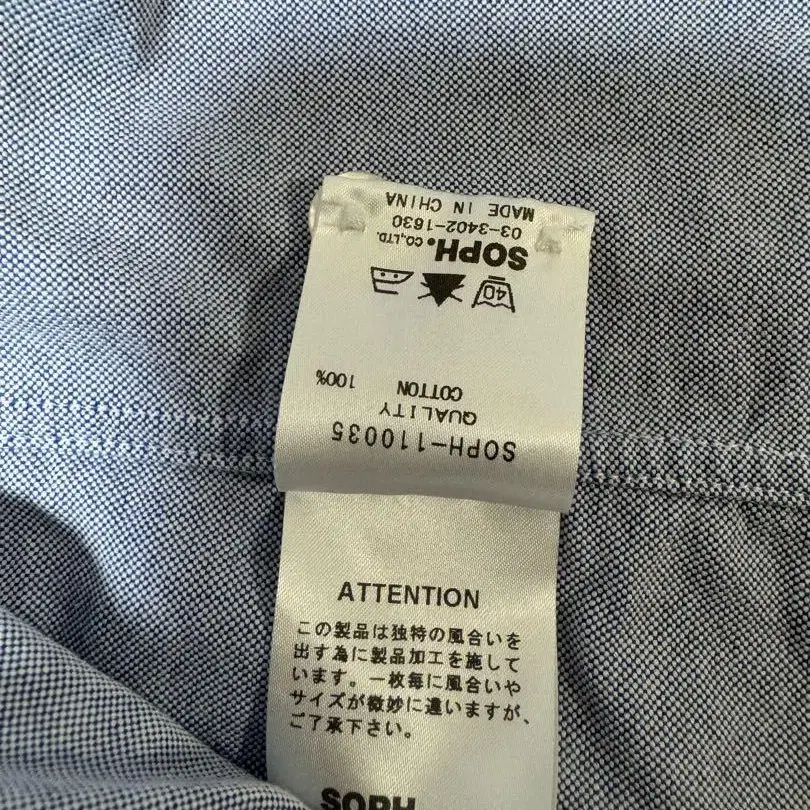 SOPH-110035
QUALITY
COTTON 100%
40
SOPH.CO.,LTD.
03-3402-1630
MADE IN CHINA
ATTENTION
この製品は独特の風合いを
出す為に製品加工を施して
います。一枚毎に風合いや
サイズが微妙に違いますが、
ご了承下さい。
SOPH